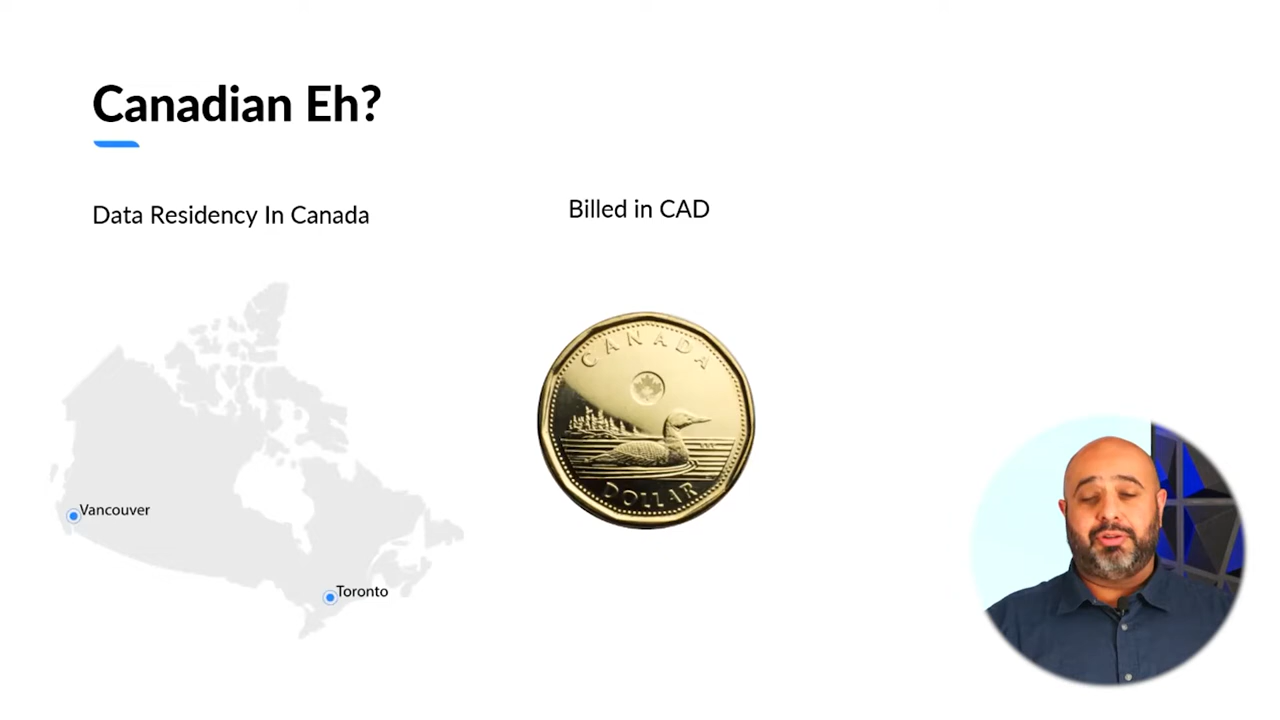 Canadian Eh?
Data Residency In Canada
Billed in CAD
CANADA
DOLLAR
Vancouver
Toronto